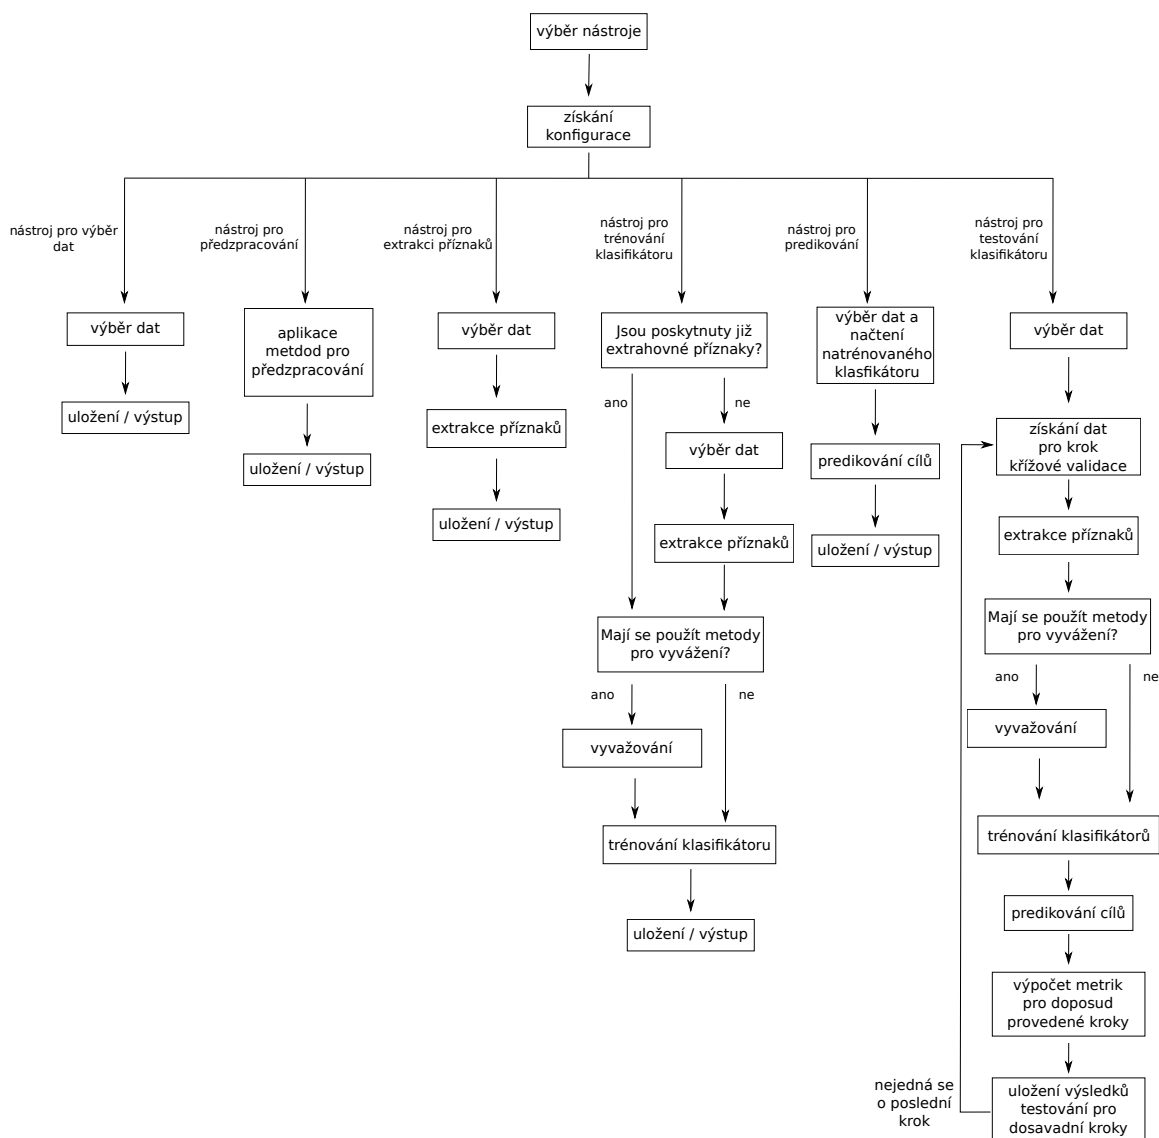 výběr nástroje
získání
konfigurace
nástroj pro výběr
dat
nástroj pro
předzpracování
nástroj pro
extrakci příznaků
nástroj pro
trénování
klasifikátoru
nástroj pro
predikování
nástroj pro
testování
klasifikátoru
výběr dat
uložení / výstup
aplikace
metdod pro
předzpracování
uložení / výstup
výběr dat
extrakce příznaků
uložení / výstup
Jsou poskytnuty již
extrahovné příznaky?
ano
ne
výběr dat
extrakce příznaků
Mají se použít metody
pro vyvážení?
ano
ne
vyvažování
trénování klasifikátoru
uložení / výstup
výběr dat a
načtení
natrénovaného
klasfikátoru
predikování cílů
uložení / výstup
výběr dat
získání dat
pro krok
křížové validace
extrakce příznaků
Mají se použít metody
pro vyvážení?
ano
ne
vyvažování
trénování klasifikátorů
predikování cílů
výpočet metrik
pro doposud
provedené kroky
uložení výsledků
testování pro
dosavadní kroky
nejedná se
o poslední
krok